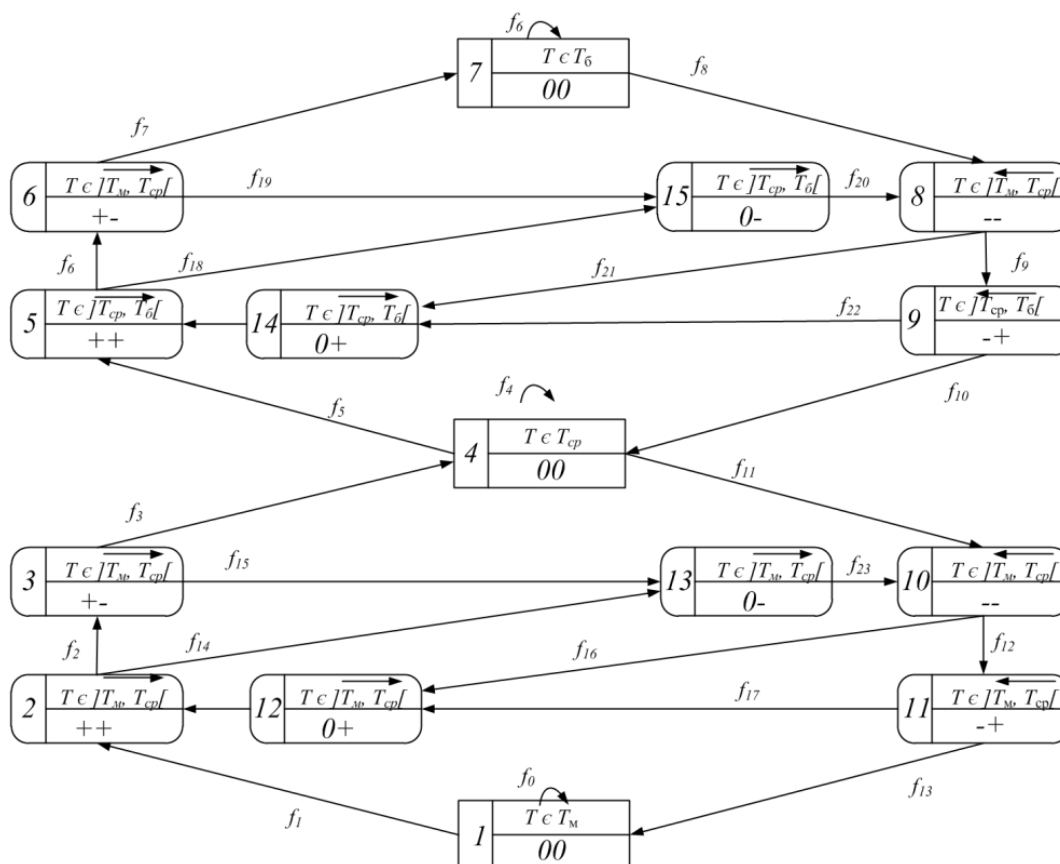 f6
T є Tб
7
00
f8
f7
T є ]Tм, Tср[
6
+-
f19
T є ]Tср, Tб[
15
0-
f20
T є ]Tм, Tср[
8
--
f6
f18
f21
f9
T є ]Tср, Tб[
5
++
T є ]Tср, Tб[
14
0+
f22
T є ]Tср, Tб[
9
-+
f4
f5
f10
T є Tср
4
00
f11
f3
T є ]Tм, Tср[
3
+-
f15
T є ]Tм, Tср[
13
0-
f23
T є ]Tм, Tср[
10
--
f2
f14
f16
f12
T є ]Tм, Tср[
2
++
T є ]Tм, Tср[
12
0+
f17
T є ]Tм, Tср[
11
-+
f0
f1
f13
T є Tм
1
00